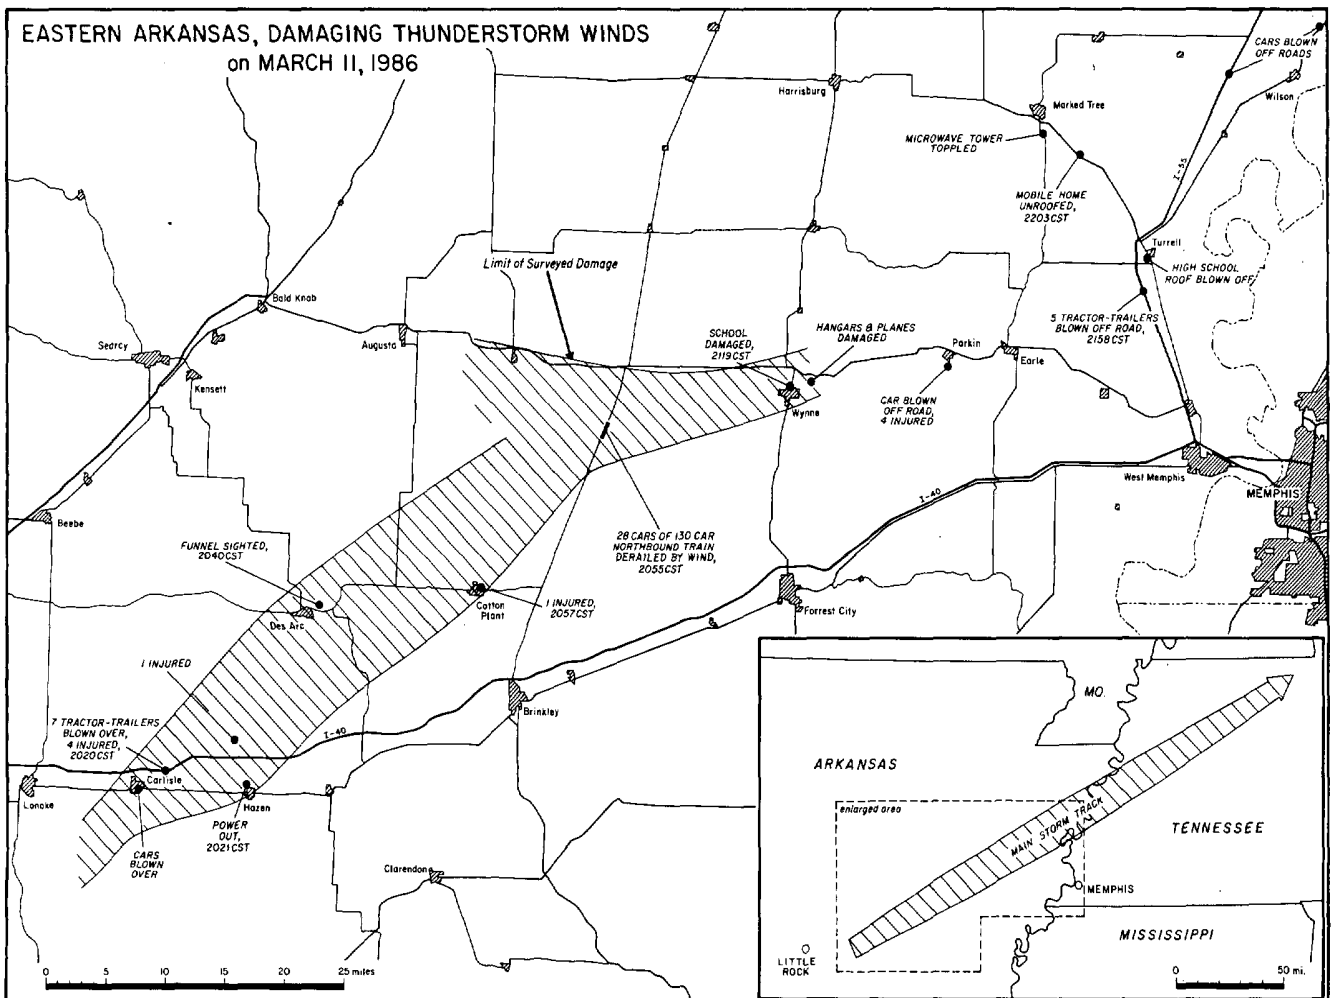 EASTERN ARKANSAS, DAMAGING THUNDERSTORM WINDS
on MARCH 11, 1986
CARS BLOWN
OFF ROADS
Wilson
Harrisburg
Marked Tree
MICROWAVE TOWER
TOPPLED
I-55
MOBILE HOME
UNROOFED,
2203CST
Turrell
HIGH SCHOOL
ROOF BLOWN OFF
Limit of Surveyed Damage
Bald Knob
5 TRACTOR-TRAILERS
BLOWN OFF ROAD,
2158CST
Searcy
Augusta
SCHOOL
DAMAGED,
2119CST
HANGARS & PLANES
DAMAGED
Parkin
Earle
Kensett
CAR BLOWN
OFF ROAD,
4 INJURED
Wynne
West Memphis
MEMPHIS
I-40
Beebe
FUNNEL SIGHTED,
2040CST
28 CARS OF 130 CAR
NORTHBOUND TRAIN
DERAILED BY WIND,
2055CST
Des Arc
Cotton
Plant
1 INJURED,
2057CST
Forrest City
1 INJURED
7 TRACTOR-TRAILERS
BLOWN OVER,
4 INJURED,
2020CST
I-40
Brinkley
Lonoke
Carlisle
Hazen
POWER
OUT,
2021CST
CARS
BLOWN
OVER
Clarendon
0 5 10 15 20 25 miles
MO.
ARKANSAS
enlarged area
MAIN STORM TRACK
TENNESSEE
MEMPHIS
MISSISSIPPI
LITTLE
ROCK
0 50 mi.